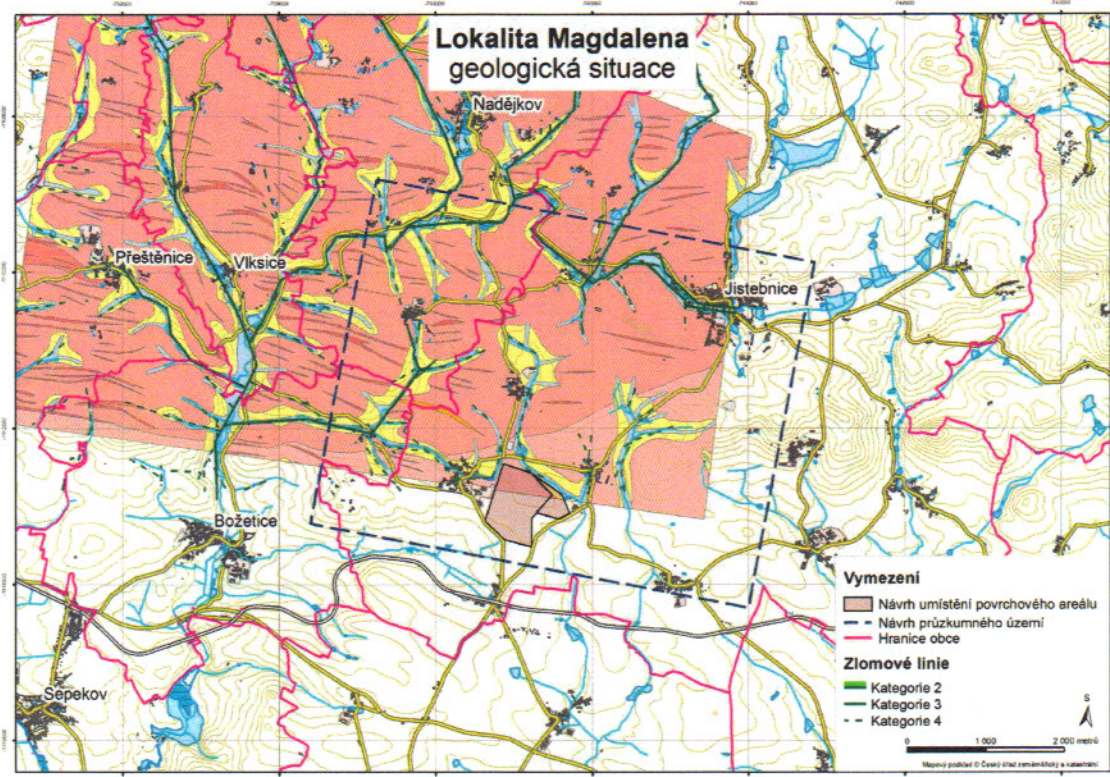 Lokalita Magdalena
geologická situace
Nadějkov
Přeštěnice
Vlksice
Jistebnice
Božetice
Sepekov
Vymezení
Návrh umístění povrchového areálu
Návrh průzkumného území
Hranice obce
Zlomové linie
Kategorie 2
Kategorie 3
Kategorie 4
S
0 1 000 2 000 metrů
Mapový podklad © Český úřad zeměměřický a katastrální